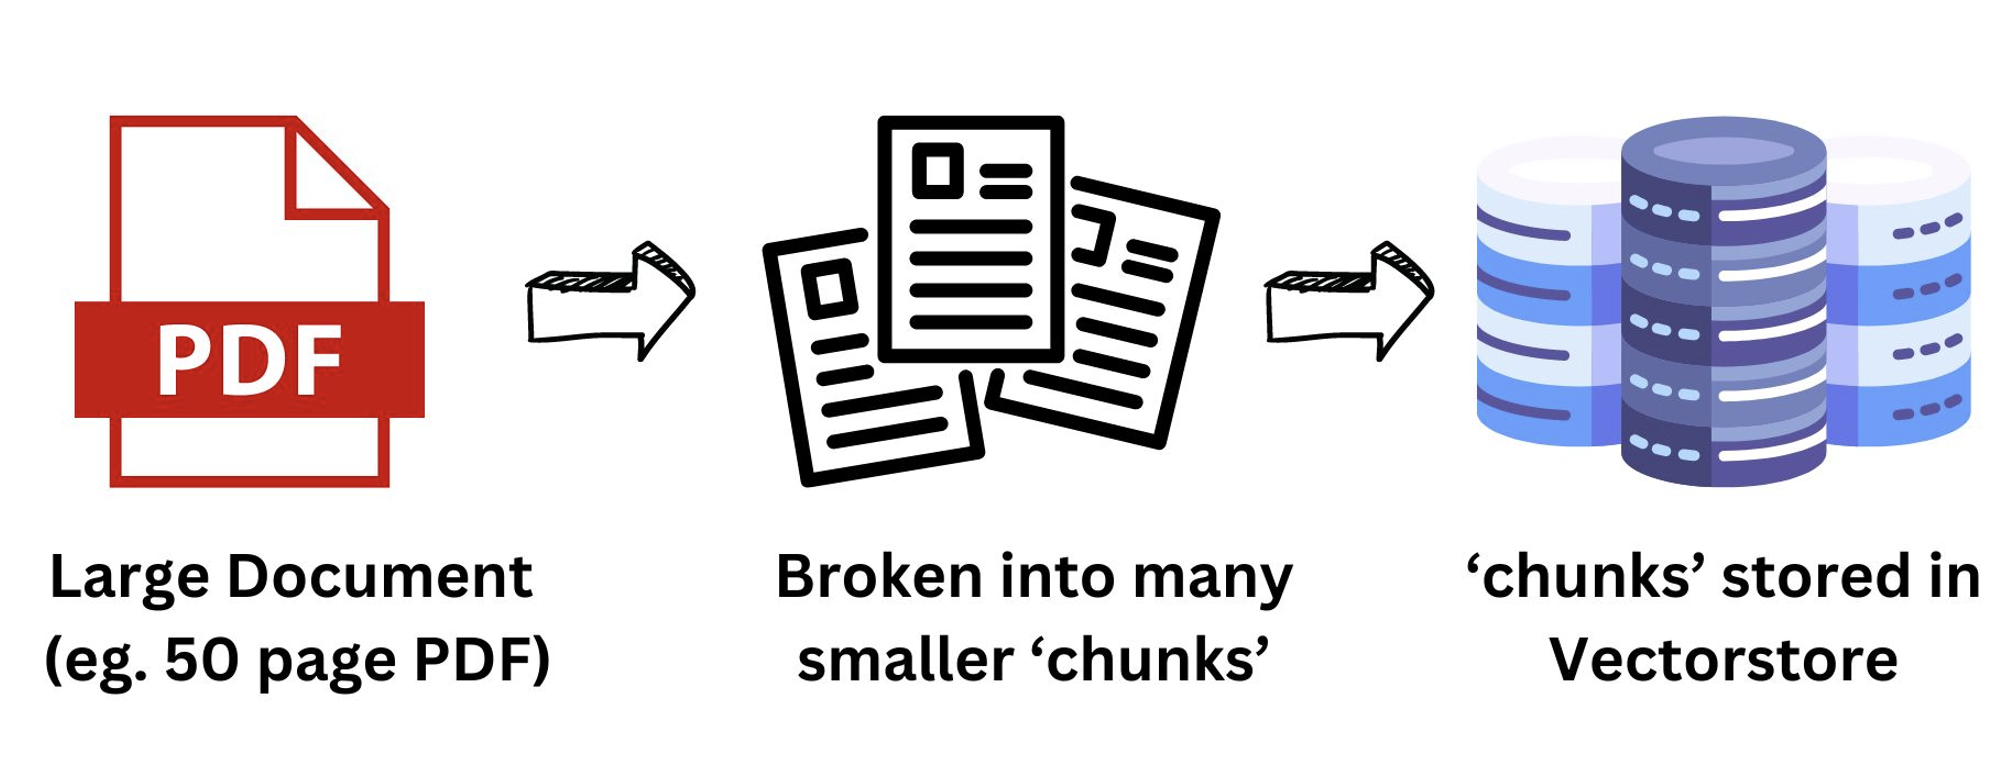 PDF
Large Document
(eg. 50 page PDF)
Broken into many
smaller ‘chunks’
‘chunks’ stored in
Vectorstore